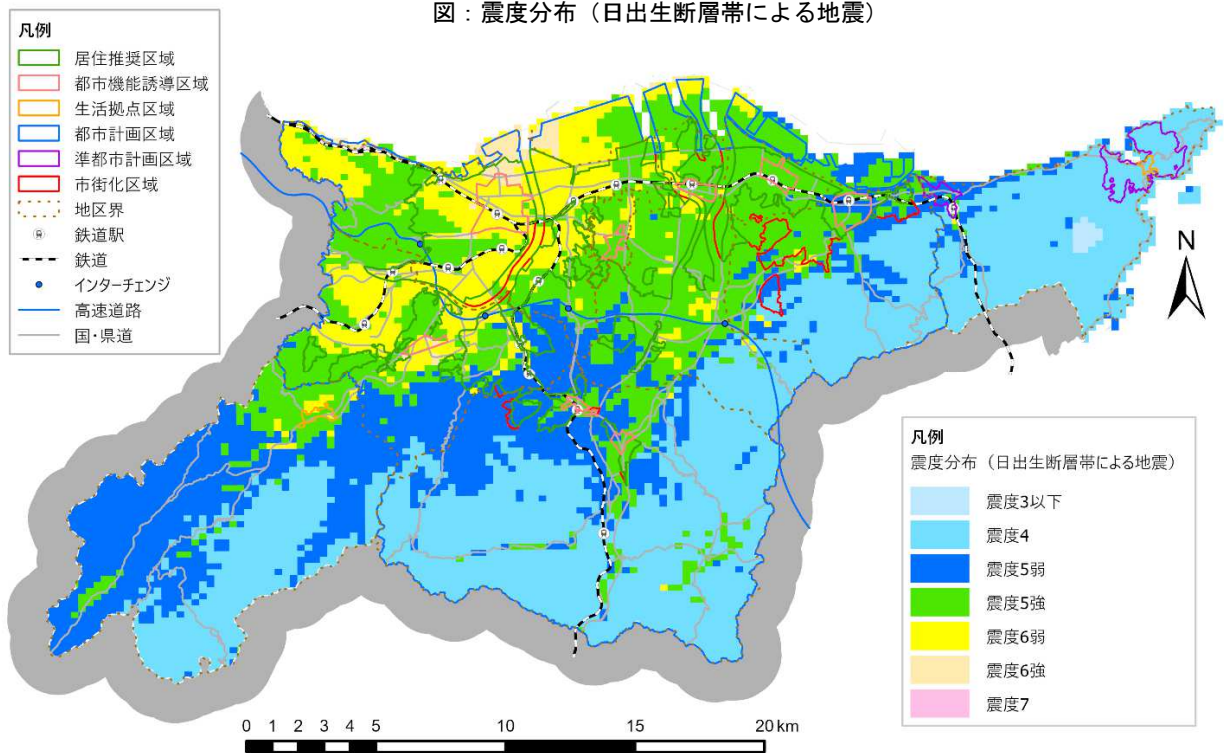 図：震度分布（日出生断層帯による地震）
凡例
居住推奨区域
都市機能誘導区域
生活拠点区域
都市計画区域
準都市計画区域
市街化区域
地区界
鉄道駅
鉄道
インターチェンジ
高速道路
国・県道
N
凡例
震度分布（日出生断層帯による地震）
震度3以下
震度4
震度5弱
震度5強
震度6弱
震度6強
震度7
0 1 2 3 4 5 10 15 20 km